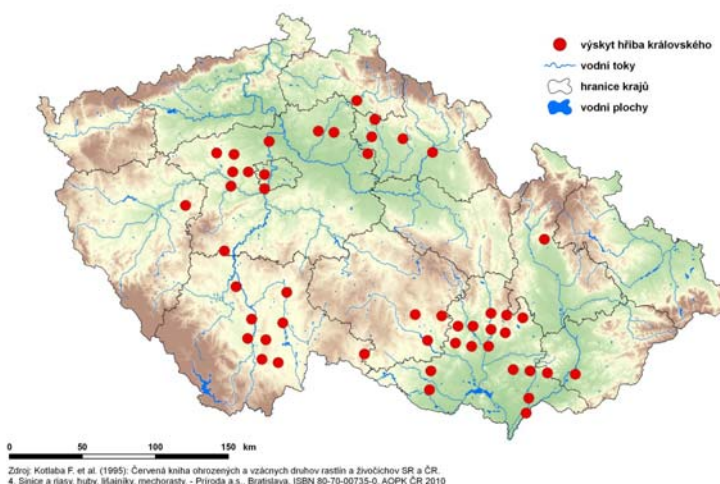 výskyt hřiba královského
vodní toky
hranice krajů
vodní plochy
0 50 100 150 km
Zdroj: Kotlaba F. et al. (1995): Červená kniha ohrozených a vzácnych druhov rastlín a živočíchov SR a ČR.
4. Sinice a riasy, huby, lišajníky, mechorasty. - Príroda a.s., Bratislava. ISBN 80-70-00735-0. AOPK ČR 2010